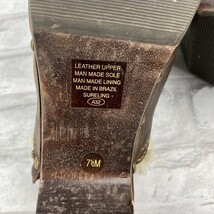 LEATHER UPPER
MAN MADE SOLE
MAN MADE LINING
MADE IN BRAZIL
SURELING -
A32
7½M